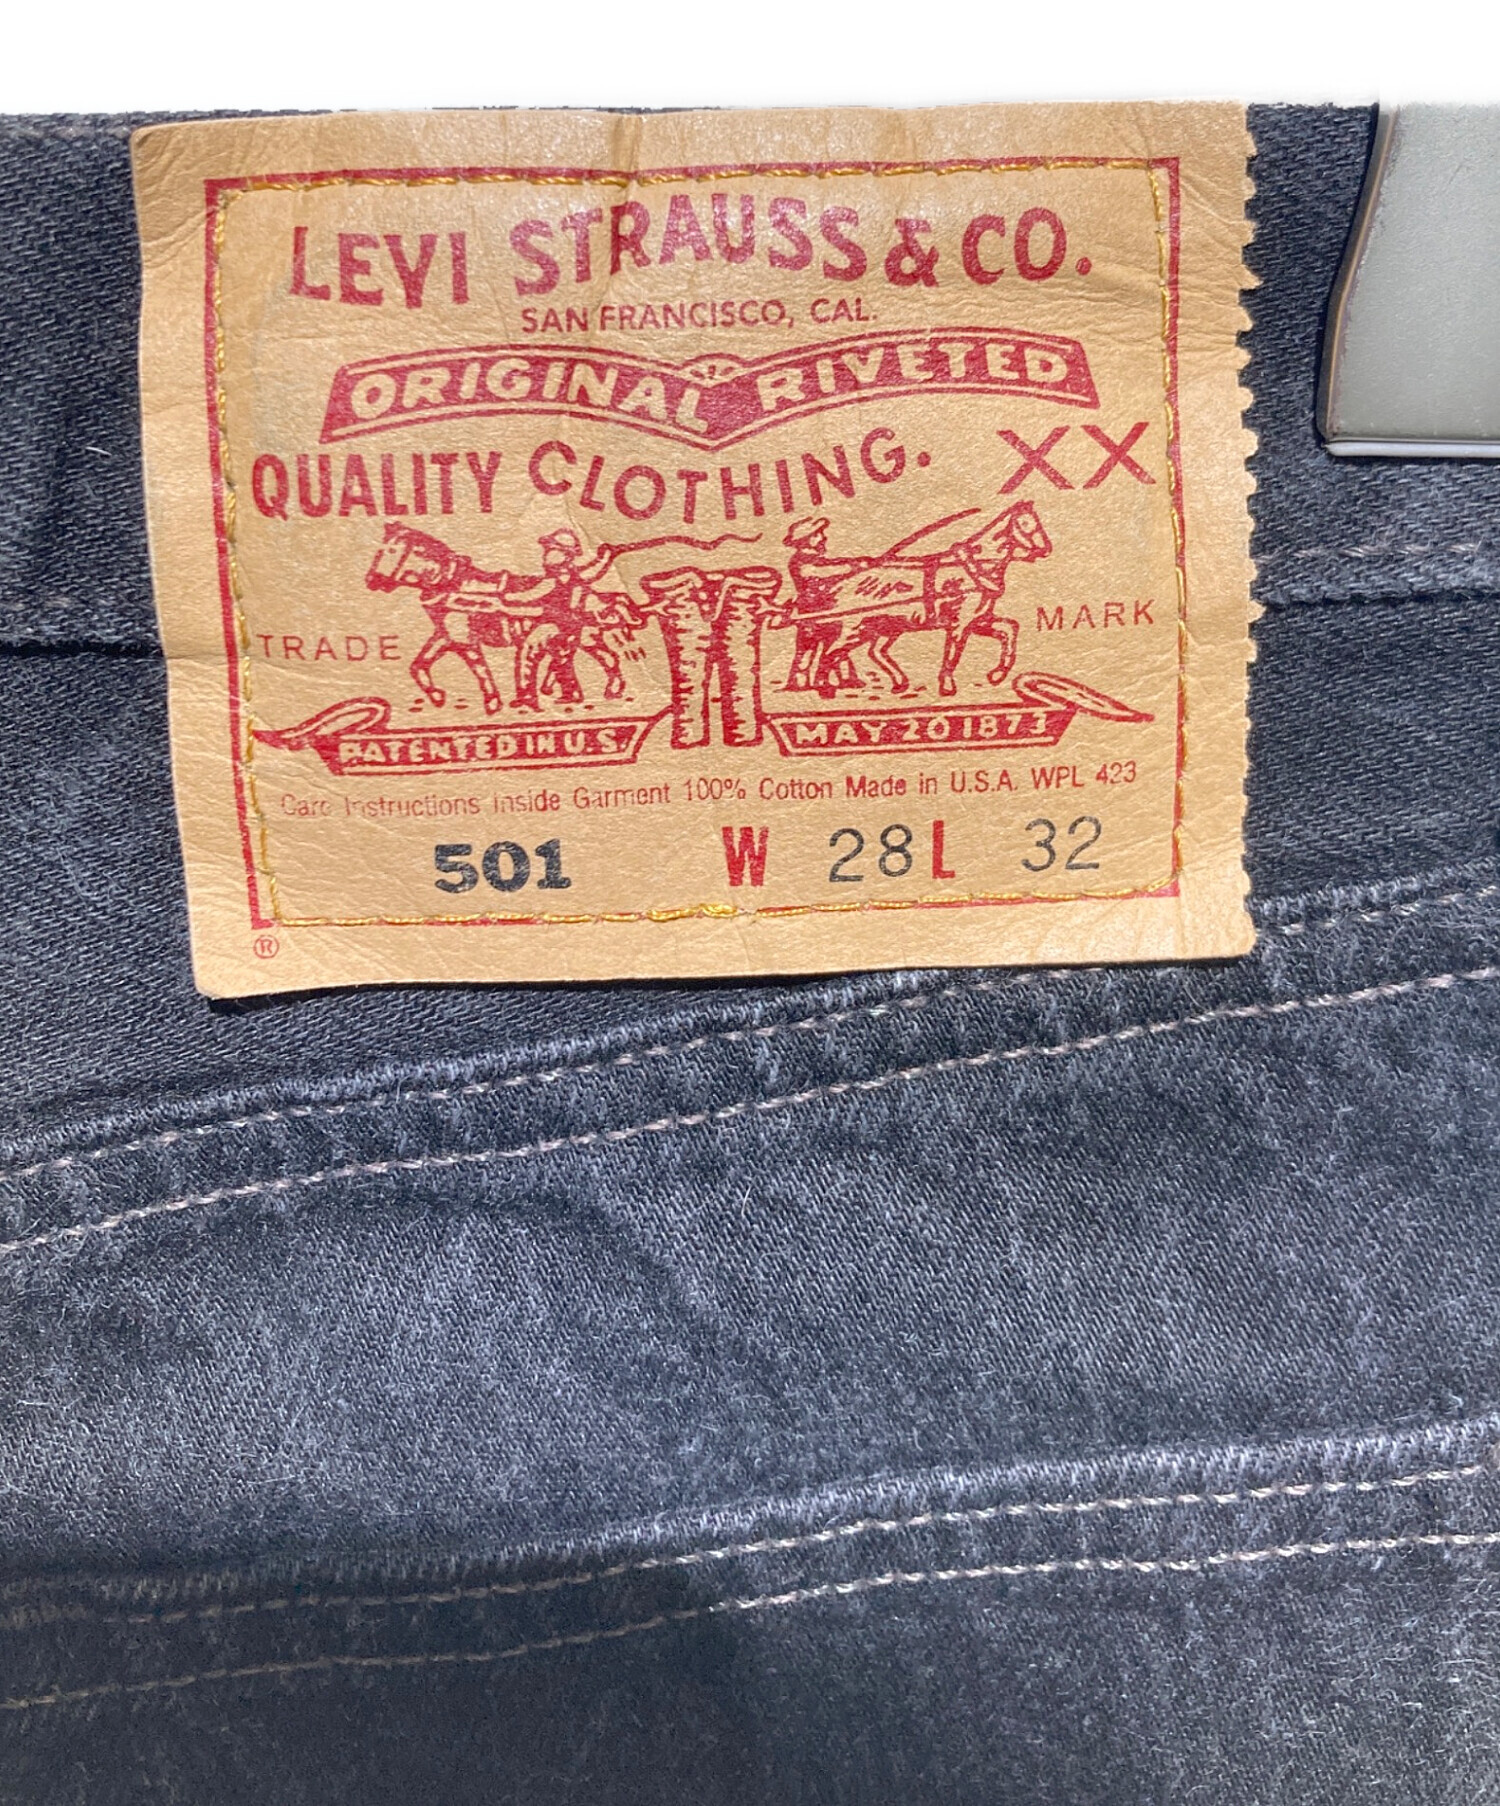 LEVI STRAUSS & CO.
SAN FRANCISCO, CAL.
ORIGINAL RIVETED
QUALITY CLOTHING. XX
TRADE MARK
PATENTED IN U.S. MAY 20 1873
Care Instructions Inside Garment 100% Cotton Made in U.S.A. WPL 423
501 W 28 L 32
®